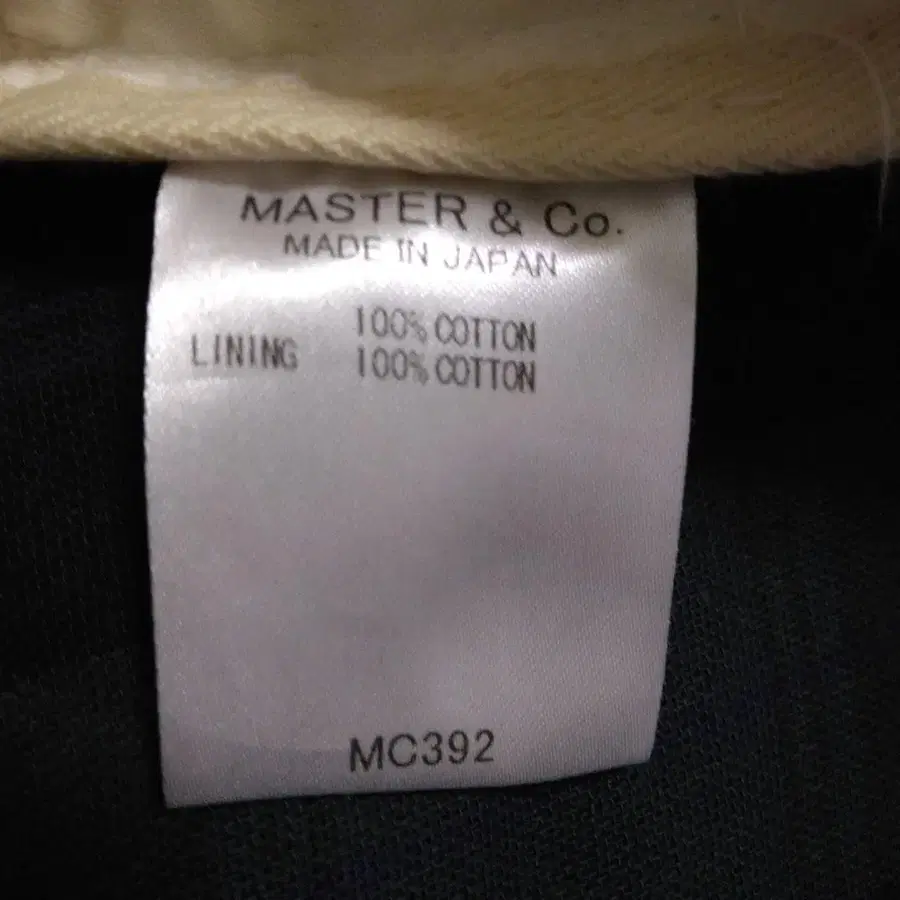 MASTER & Co.
MADE IN JAPAN
100% COTTON
LINING 100% COTTON
MC392